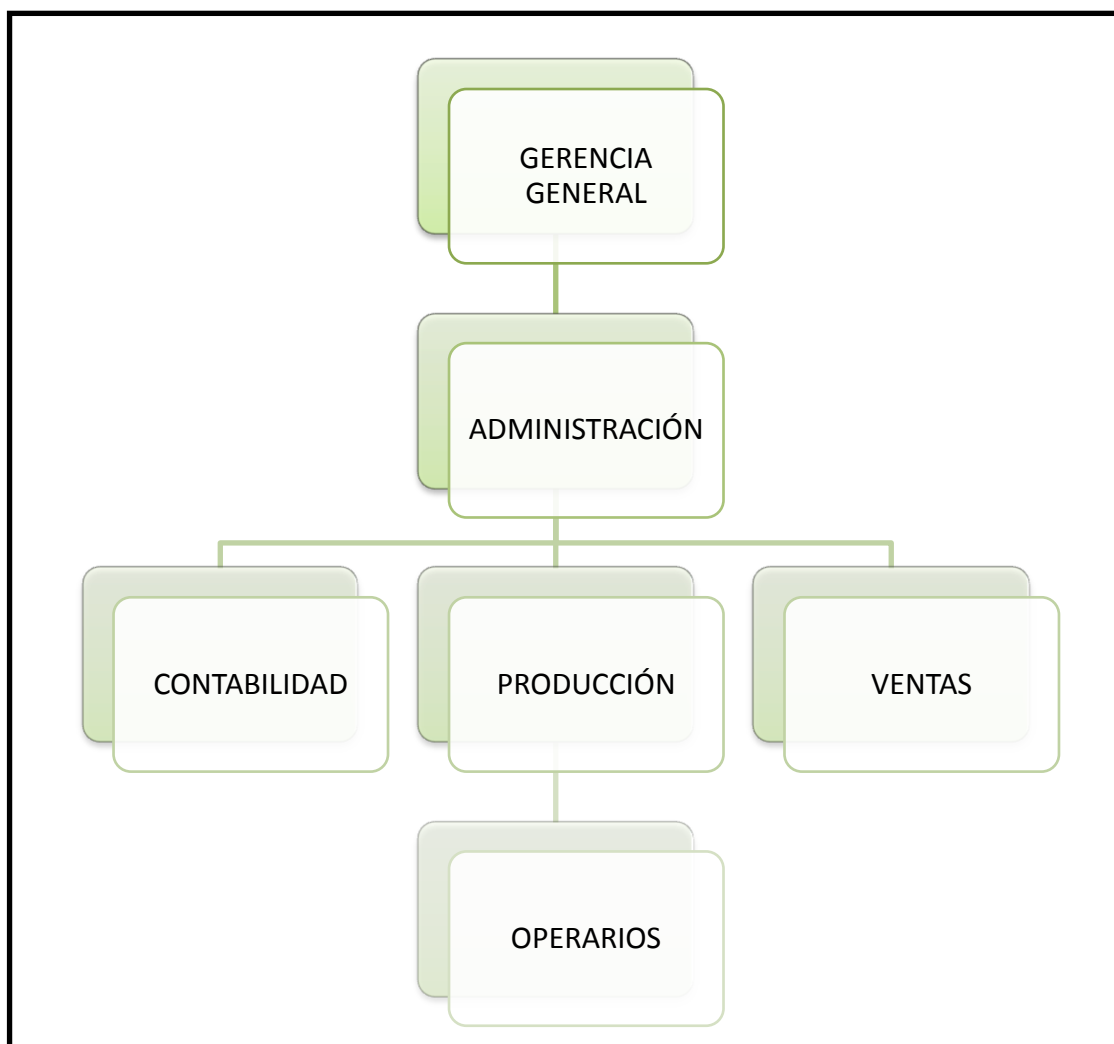 GERENCIA
GENERAL
ADMINISTRACIÓN
CONTABILIDAD
PRODUCCIÓN
VENTAS
OPERARIOS